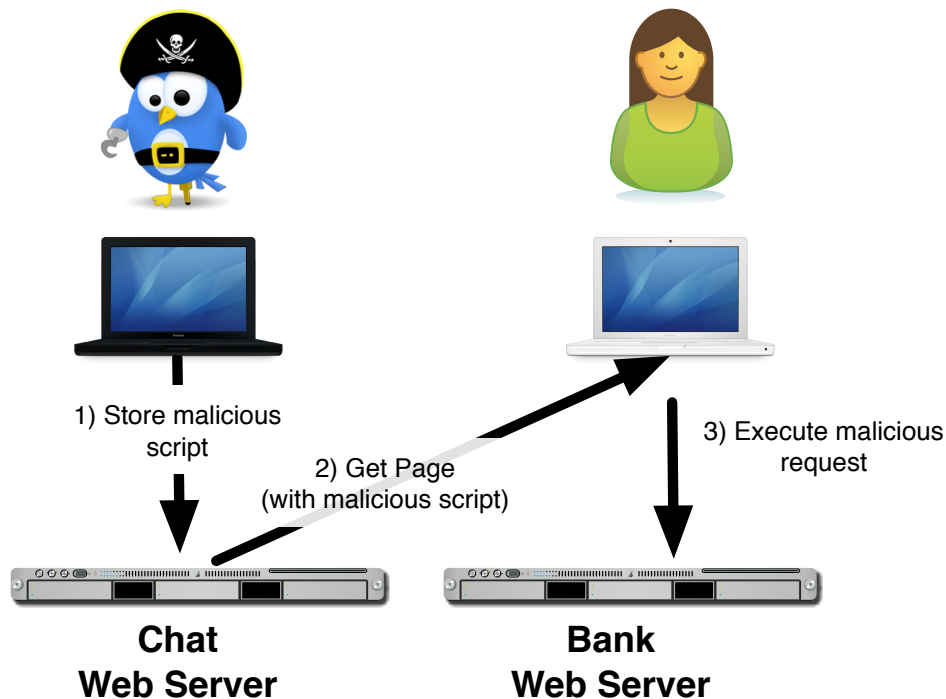 1) Store malicious
script
2) Get Page
(with malicious script)
3) Execute malicious
request
Chat
Web Server
Bank
Web Server